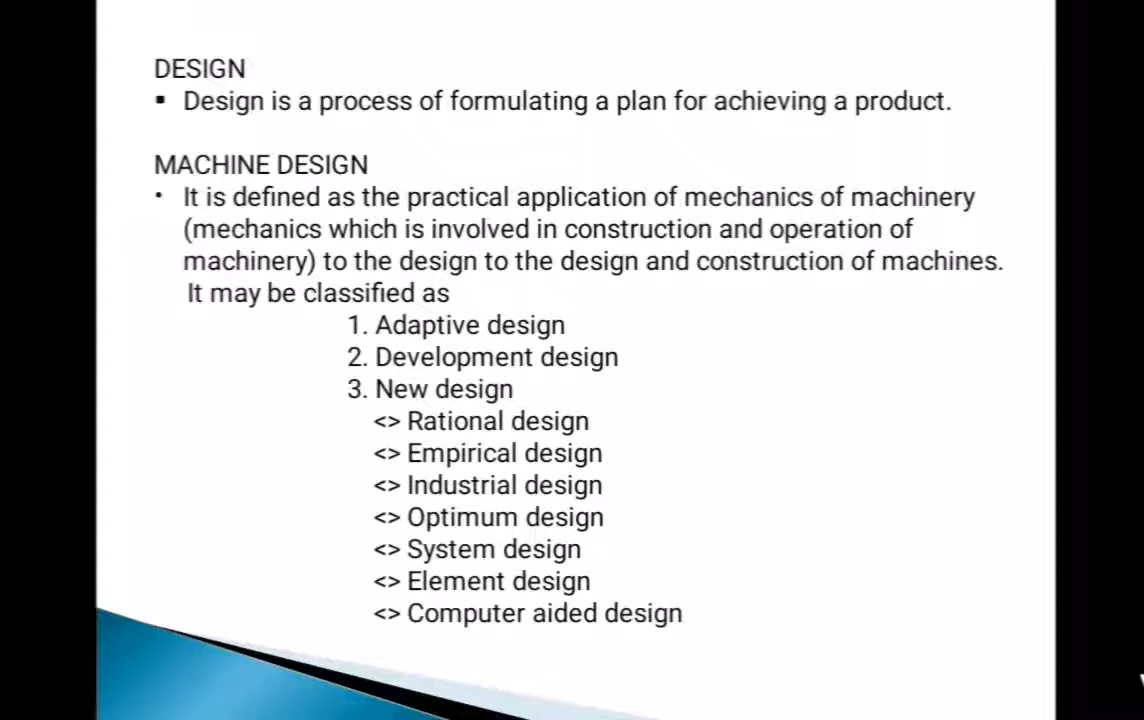 DESIGN
▪ Design is a process of formulating a plan for achieving a product.
MACHINE DESIGN
• It is defined as the practical application of mechanics of machinery
(mechanics which is involved in construction and operation of
machinery) to the design to the design and construction of machines.
It may be classified as
1. Adaptive design
2. Development design
3. New design
<> Rational design
<> Empirical design
<> Industrial design
<> Optimum design
<> System design
<> Element design
<> Computer aided design